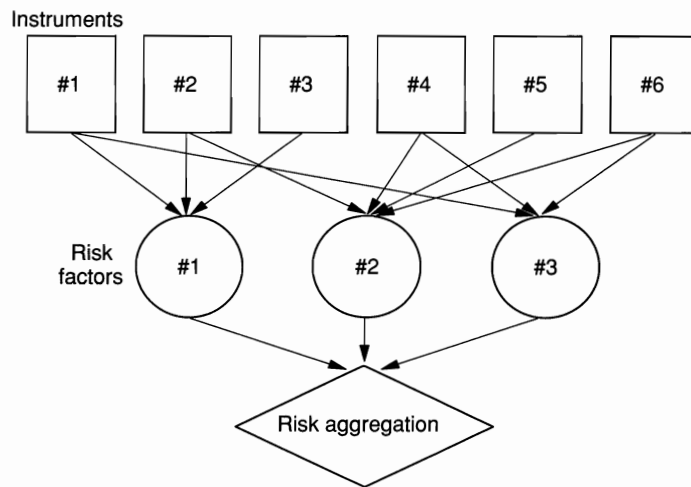 Instruments
#1
#2
#3
#4
#5
#6
Risk
factors
#1
#2
#3
Risk aggregation